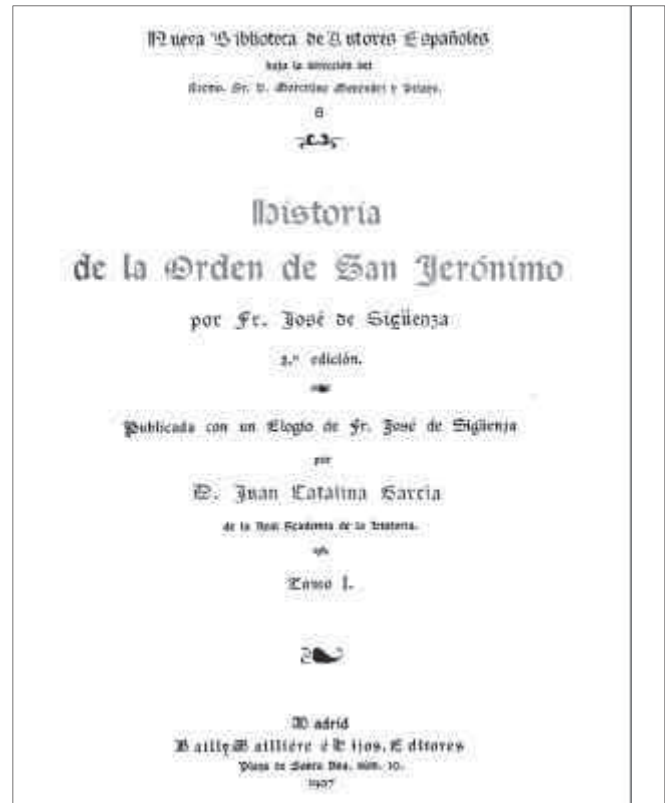 Nueva Biblioteca de Autores Españoles
bajo la dirección del
Excmo. Sr. D. Marcelino Menéndez y Pelayo.
8
Historia
de la Orden de San Jerónimo
por Fr. José de Sigüenza
2.ª edición.
Publicada con un Elogio de Fr. José de Sigüenza
por
D. Juan Catalina García
de la Real Academia de la Historia.
Tomo I.
Madrid
Bailly Bailliére é Hijos, Editores
Plaza de Santa Ana, núm. 10.
1907